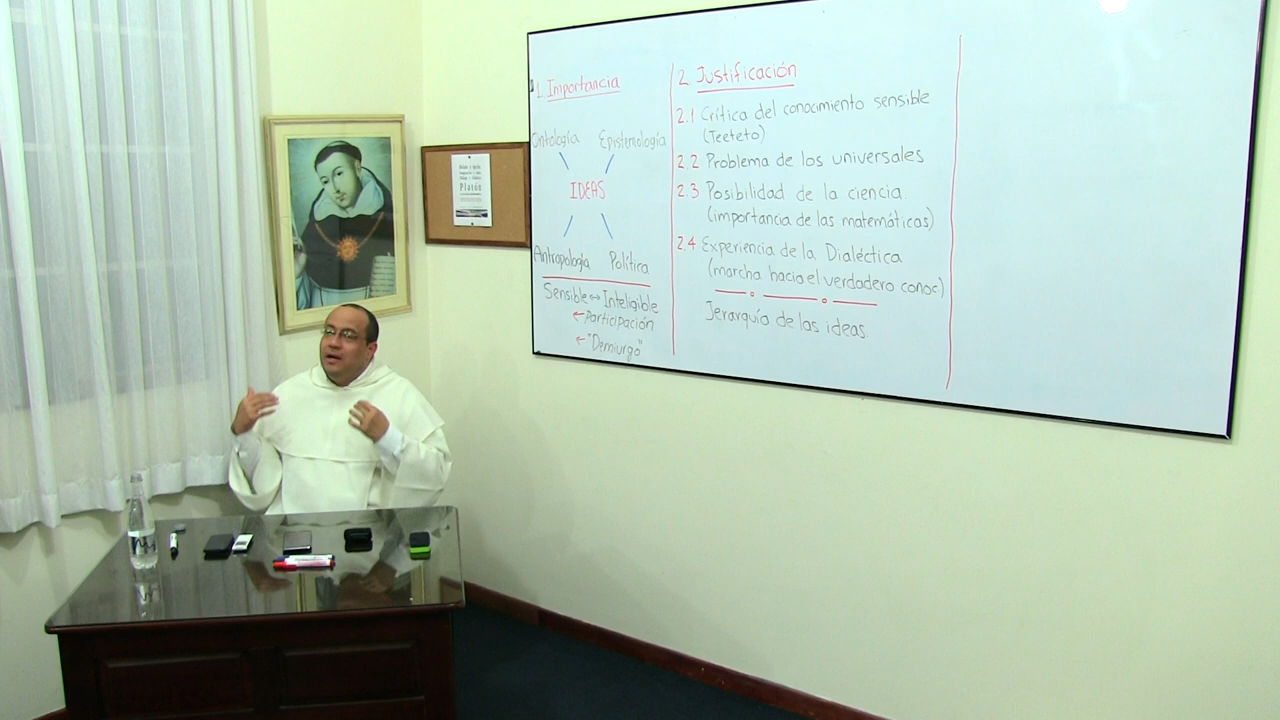 1 Importancia
Ontología Epistemología
IDEAS
Antropología Política
Sensible ↔ Inteligible
← Participación
← "Demiurgo"
2 Justificación
2.1 Crítica del conocimiento sensible
(Teeteto)
2.2 Problema de los universales
2.3 Posibilidad de la ciencia
(importancia de las matemáticas)
2.4 Experiencia de la Dialéctica
(marcha hacia el verdadero conoc)
Jerarquía de las ideas.
Platón